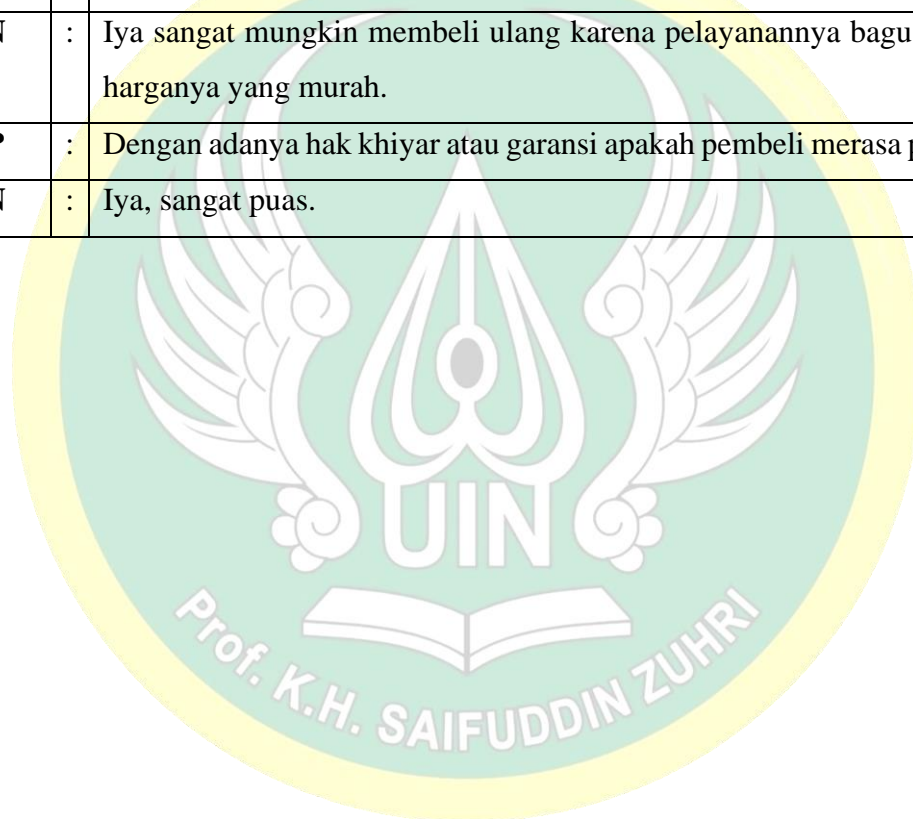 : Iya sangat mungkin membeli ulang karena pelayanannya
harganya yang murah.
: Dengan adanya hak khiyar atau garansi apakah pembeli merasa
: Iya, sangat puas.
UIN
Prof. K.H. SAIFUDDIN ZUHRI